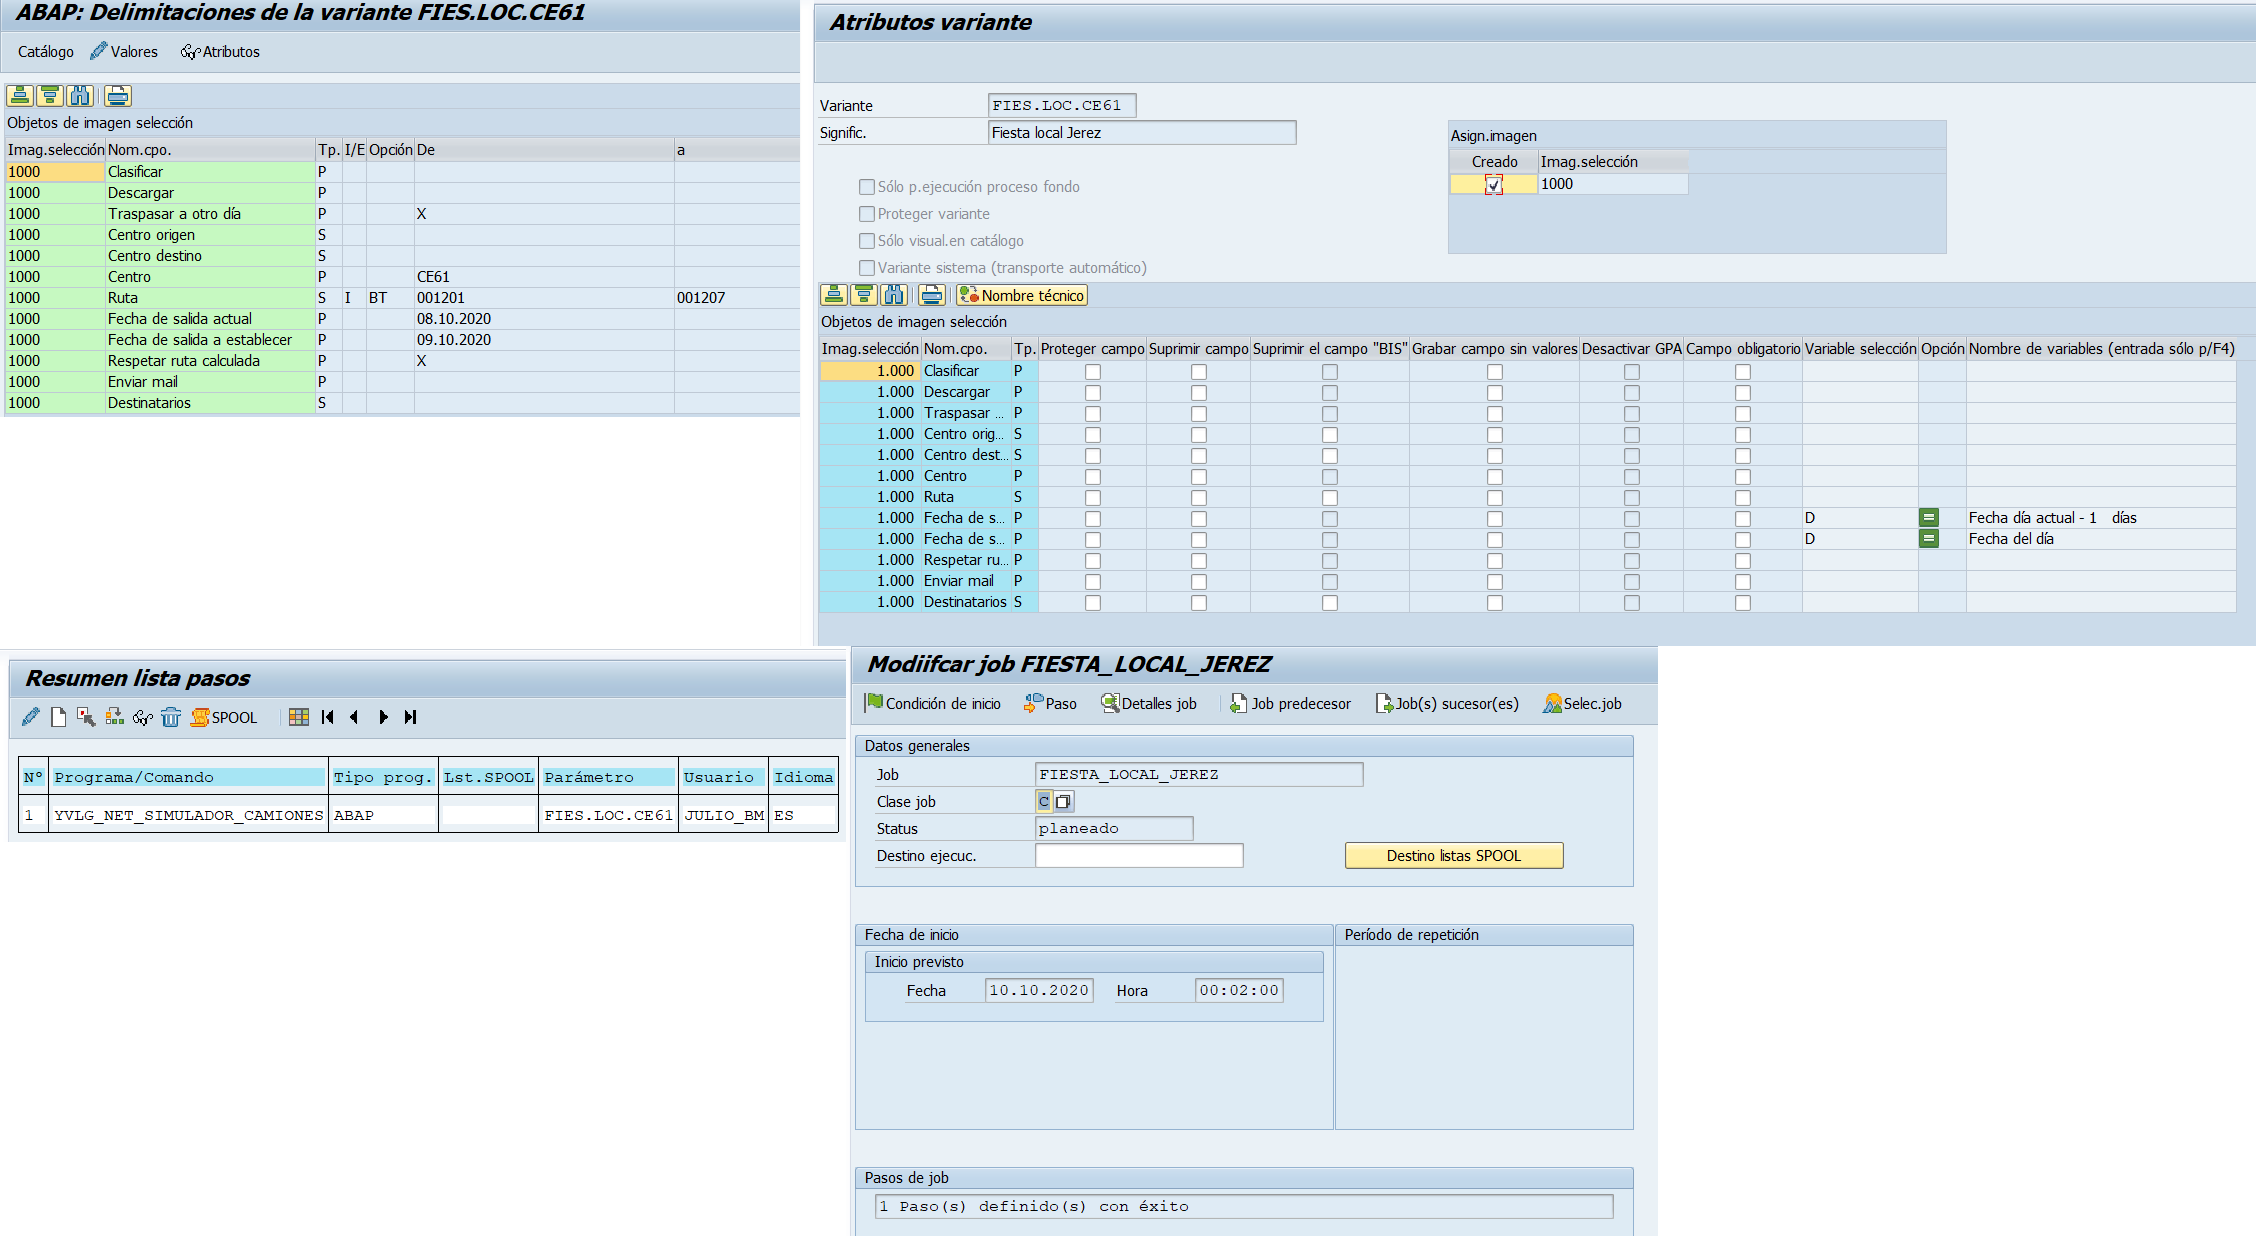 ABAP: Delimitaciones de la variante FIES.LOC.CE61
Catálogo Valores Atributos
Objetos de imagen selección
Imag.selección Nom.cpo. Tp. I/E Opción De a
1000 Clasificar P
1000 Descargar P
1000 Traspasar a otro día P X
1000 Centro origen S
1000 Centro destino S
1000 Centro P CE61
1000 Ruta S I BT 001201 001207
1000 Fecha de salida actual P 08.10.2020
1000 Fecha de salida a establecer P 09.10.2020
1000 Respetar ruta calculada P X
1000 Enviar mail P
1000 Destinatarios S
Atributos variante
Variante FIES.LOC.CE61
Signific. Fiesta local Jerez
Asign.imagen
Creado Imag.selección
1000
Sólo p.ejecución proceso fondo
Proteger variante
Sólo visual.en catálogo
Variante sistema (transporte automático)
Nombre técnico
Objetos de imagen selección
Imag.selección Nom.cpo. Tp. Proteger campo Suprimir campo Suprimir el campo "BIS" Grabar campo sin valores Desactivar GPA Campo obligatorio Variable selección Opción Nombre de variables (entrada sólo p/F4)
1.000 Clasificar P
1.000 Descargar P
1.000 Traspasar ... P
1.000 Centro orig... S
1.000 Centro dest... S
1.000 Centro P
1.000 Ruta S
1.000 Fecha de s... P D Fecha día actual - 1 días
1.000 Fecha de s... P D Fecha del día
1.000 Respetar ru... P
1.000 Enviar mail P
1.000 Destinatarios S
Resumen lista pasos
SPOOL
Nº Programa/Comando Tipo prog. Lst.SPOOL Parámetro Usuario Idioma
1 YVLG_NET_SIMULADOR_CAMIONES ABAP FIES.LOC.CE61 JULIO_BM ES
Modiifcar job FIESTA_LOCAL_JEREZ
Condición de inicio Paso Detalles job Job predecesor Job(s) sucesor(es) Selec.job
Datos generales
Job FIESTA_LOCAL_JEREZ
Clase job C
Status planeado
Destino ejecuc. Destino listas SPOOL
Fecha de inicio Período de repetición
Inicio previsto
Fecha 10.10.2020 Hora 00:02:00
Pasos de job
1 Paso(s) definido(s) con éxito